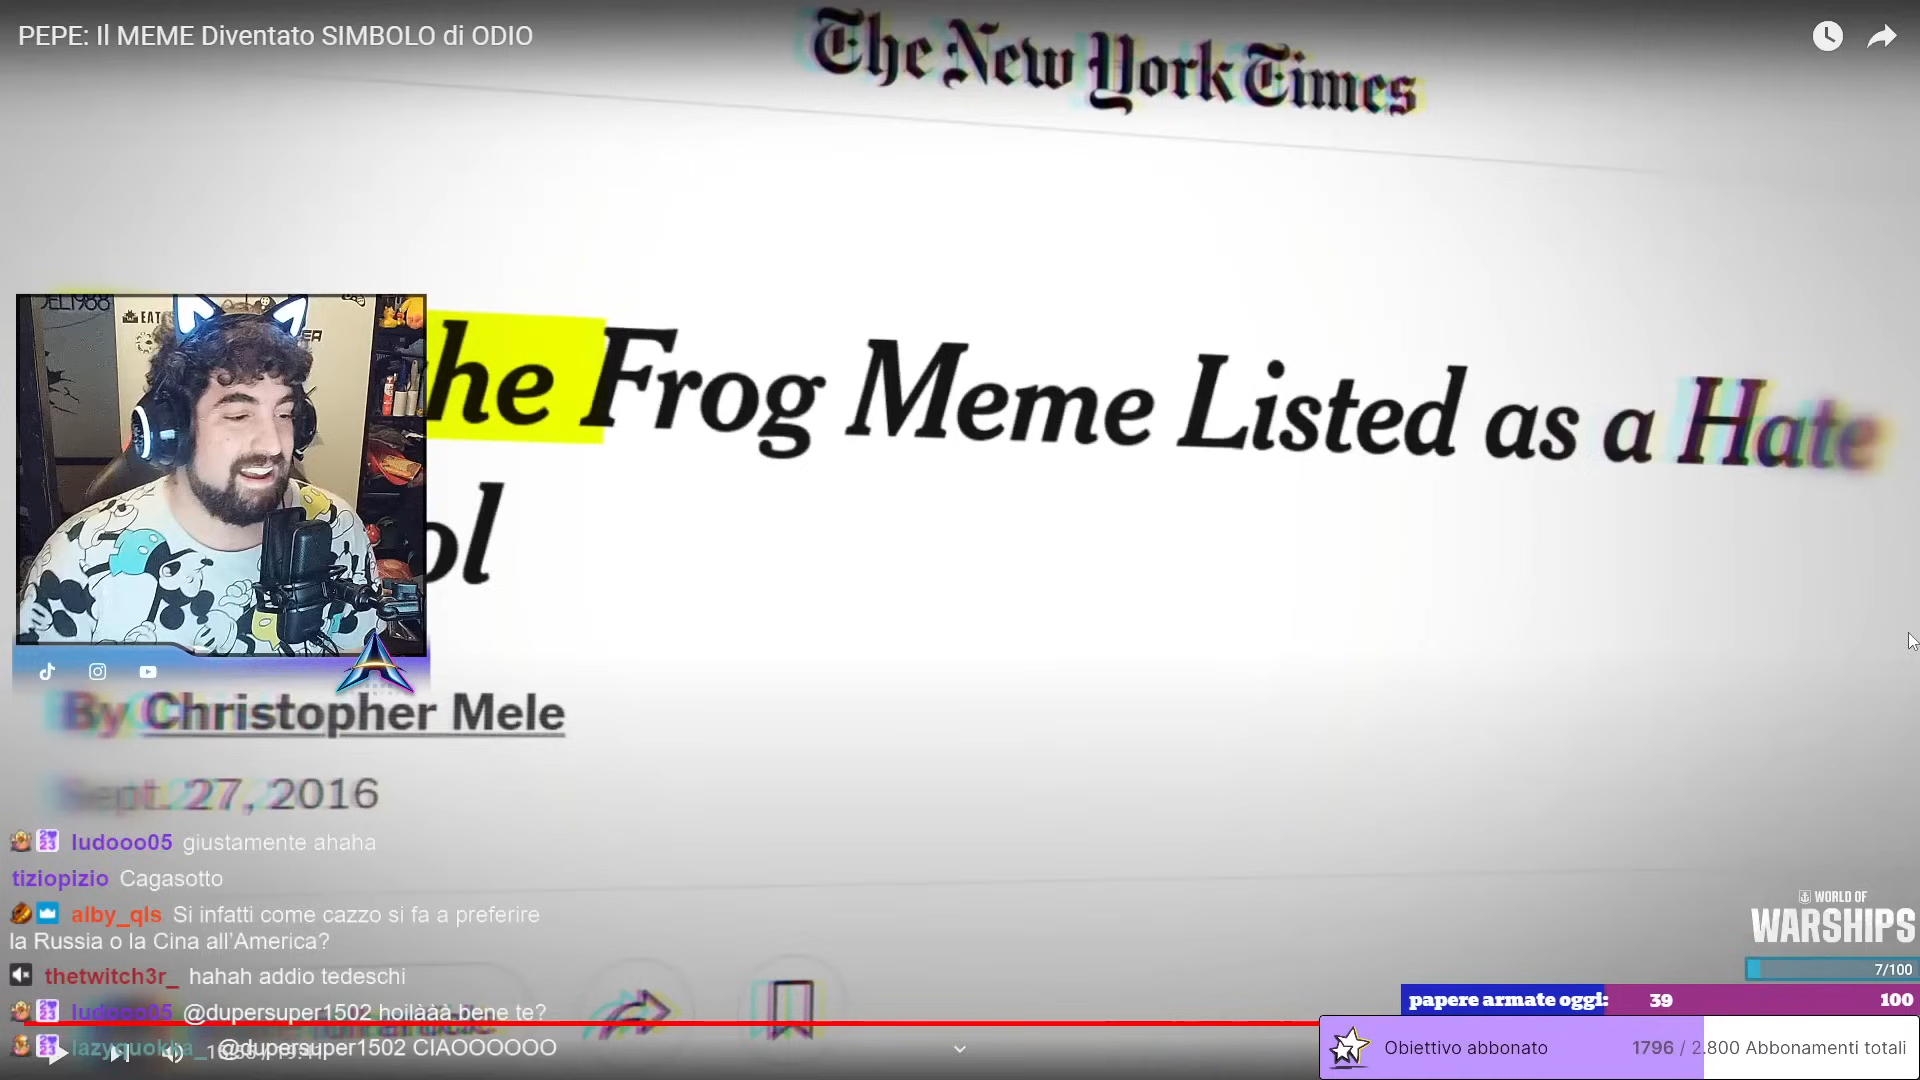 PEPE: Il MEME Diventato SIMBOLO di ODIO
The New York Times
he Frog Meme Listed as a Hate
ol
EAT
By Christopher Mele
Sept. 27, 2016
ludooo05 giustamente ahaha
tiziopizio Cagasotto
alby_qls Si infatti come cazzo si fa a preferire
la Russia o la Cina all'America?
thetwitch3r_ hahah addio tedeschi
ludooo05 @dupersuper1502 hoilààà bene te?
lazyquokka_ @dupersuper1502 CIAOOOOOO
WORLD OF
WARSHIPS
7/100
papere armate oggi: 39 100
Obiettivo abbonato 1796 / 2.800 Abbonamenti totali